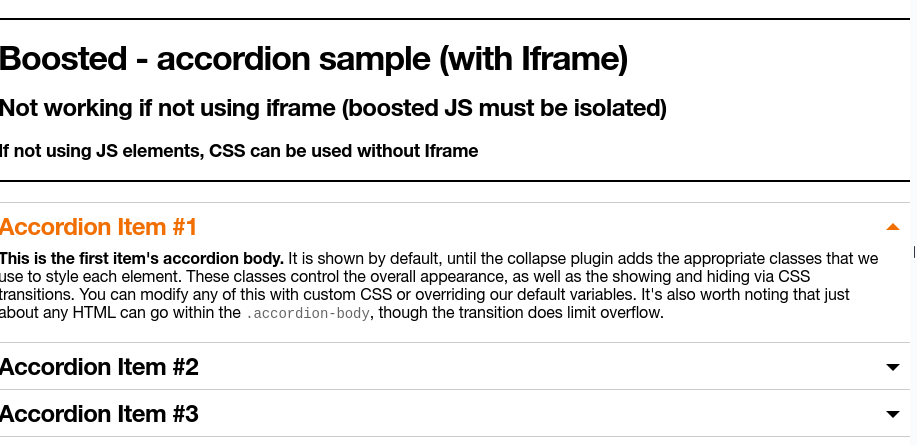 Boosted - accordion sample (with Iframe)
Not working if not using iframe (boosted JS must be isolated)
If not using JS elements, CSS can be used without Iframe
Accordion Item #1
This is the first item's accordion body. It is shown by default, until the collapse plugin adds the appropriate classes that we
use to style each element. These classes control the overall appearance, as well as the showing and hiding via CSS
transitions. You can modify any of this with custom CSS or overriding our default variables. It's also worth noting that just
about any HTML can go within the .accordion-body, though the transition does limit overflow.
Accordion Item #2
Accordion Item #3